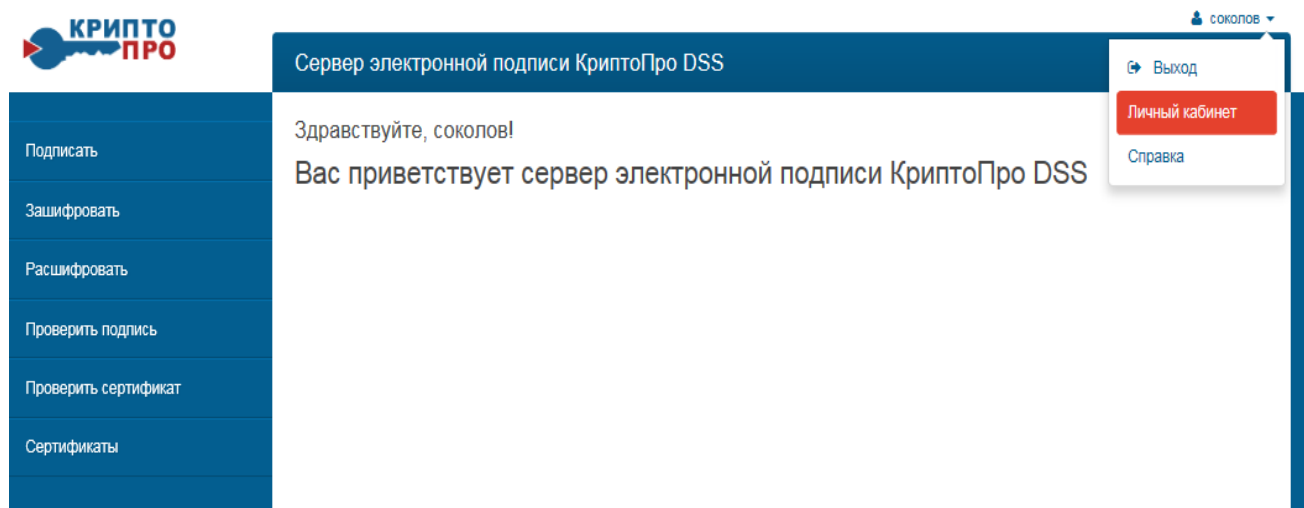 КРИПТО
ПРО
соколов
Сервер электронной подписи КриптоПро DSS
Выход
Личный кабинет
Справка
Здравствуйте, соколов!
Вас приветствует сервер электронной подписи КриптоПро DSS
Подписать
Зашифровать
Расшифровать
Проверить подпись
Проверить сертификат
Сертификаты